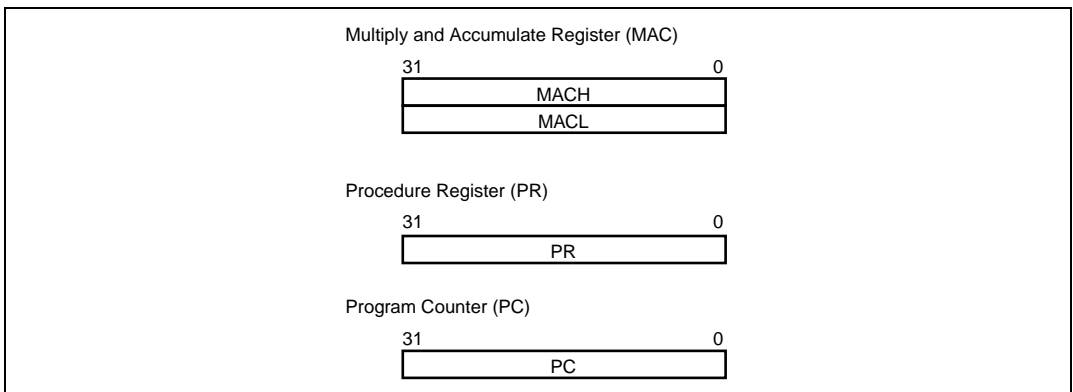 Multiply and Accumulate Register (MAC)
31 0
MACH
MACL
Procedure Register (PR)
31 0
PR
Program Counter (PC)
31 0
PC